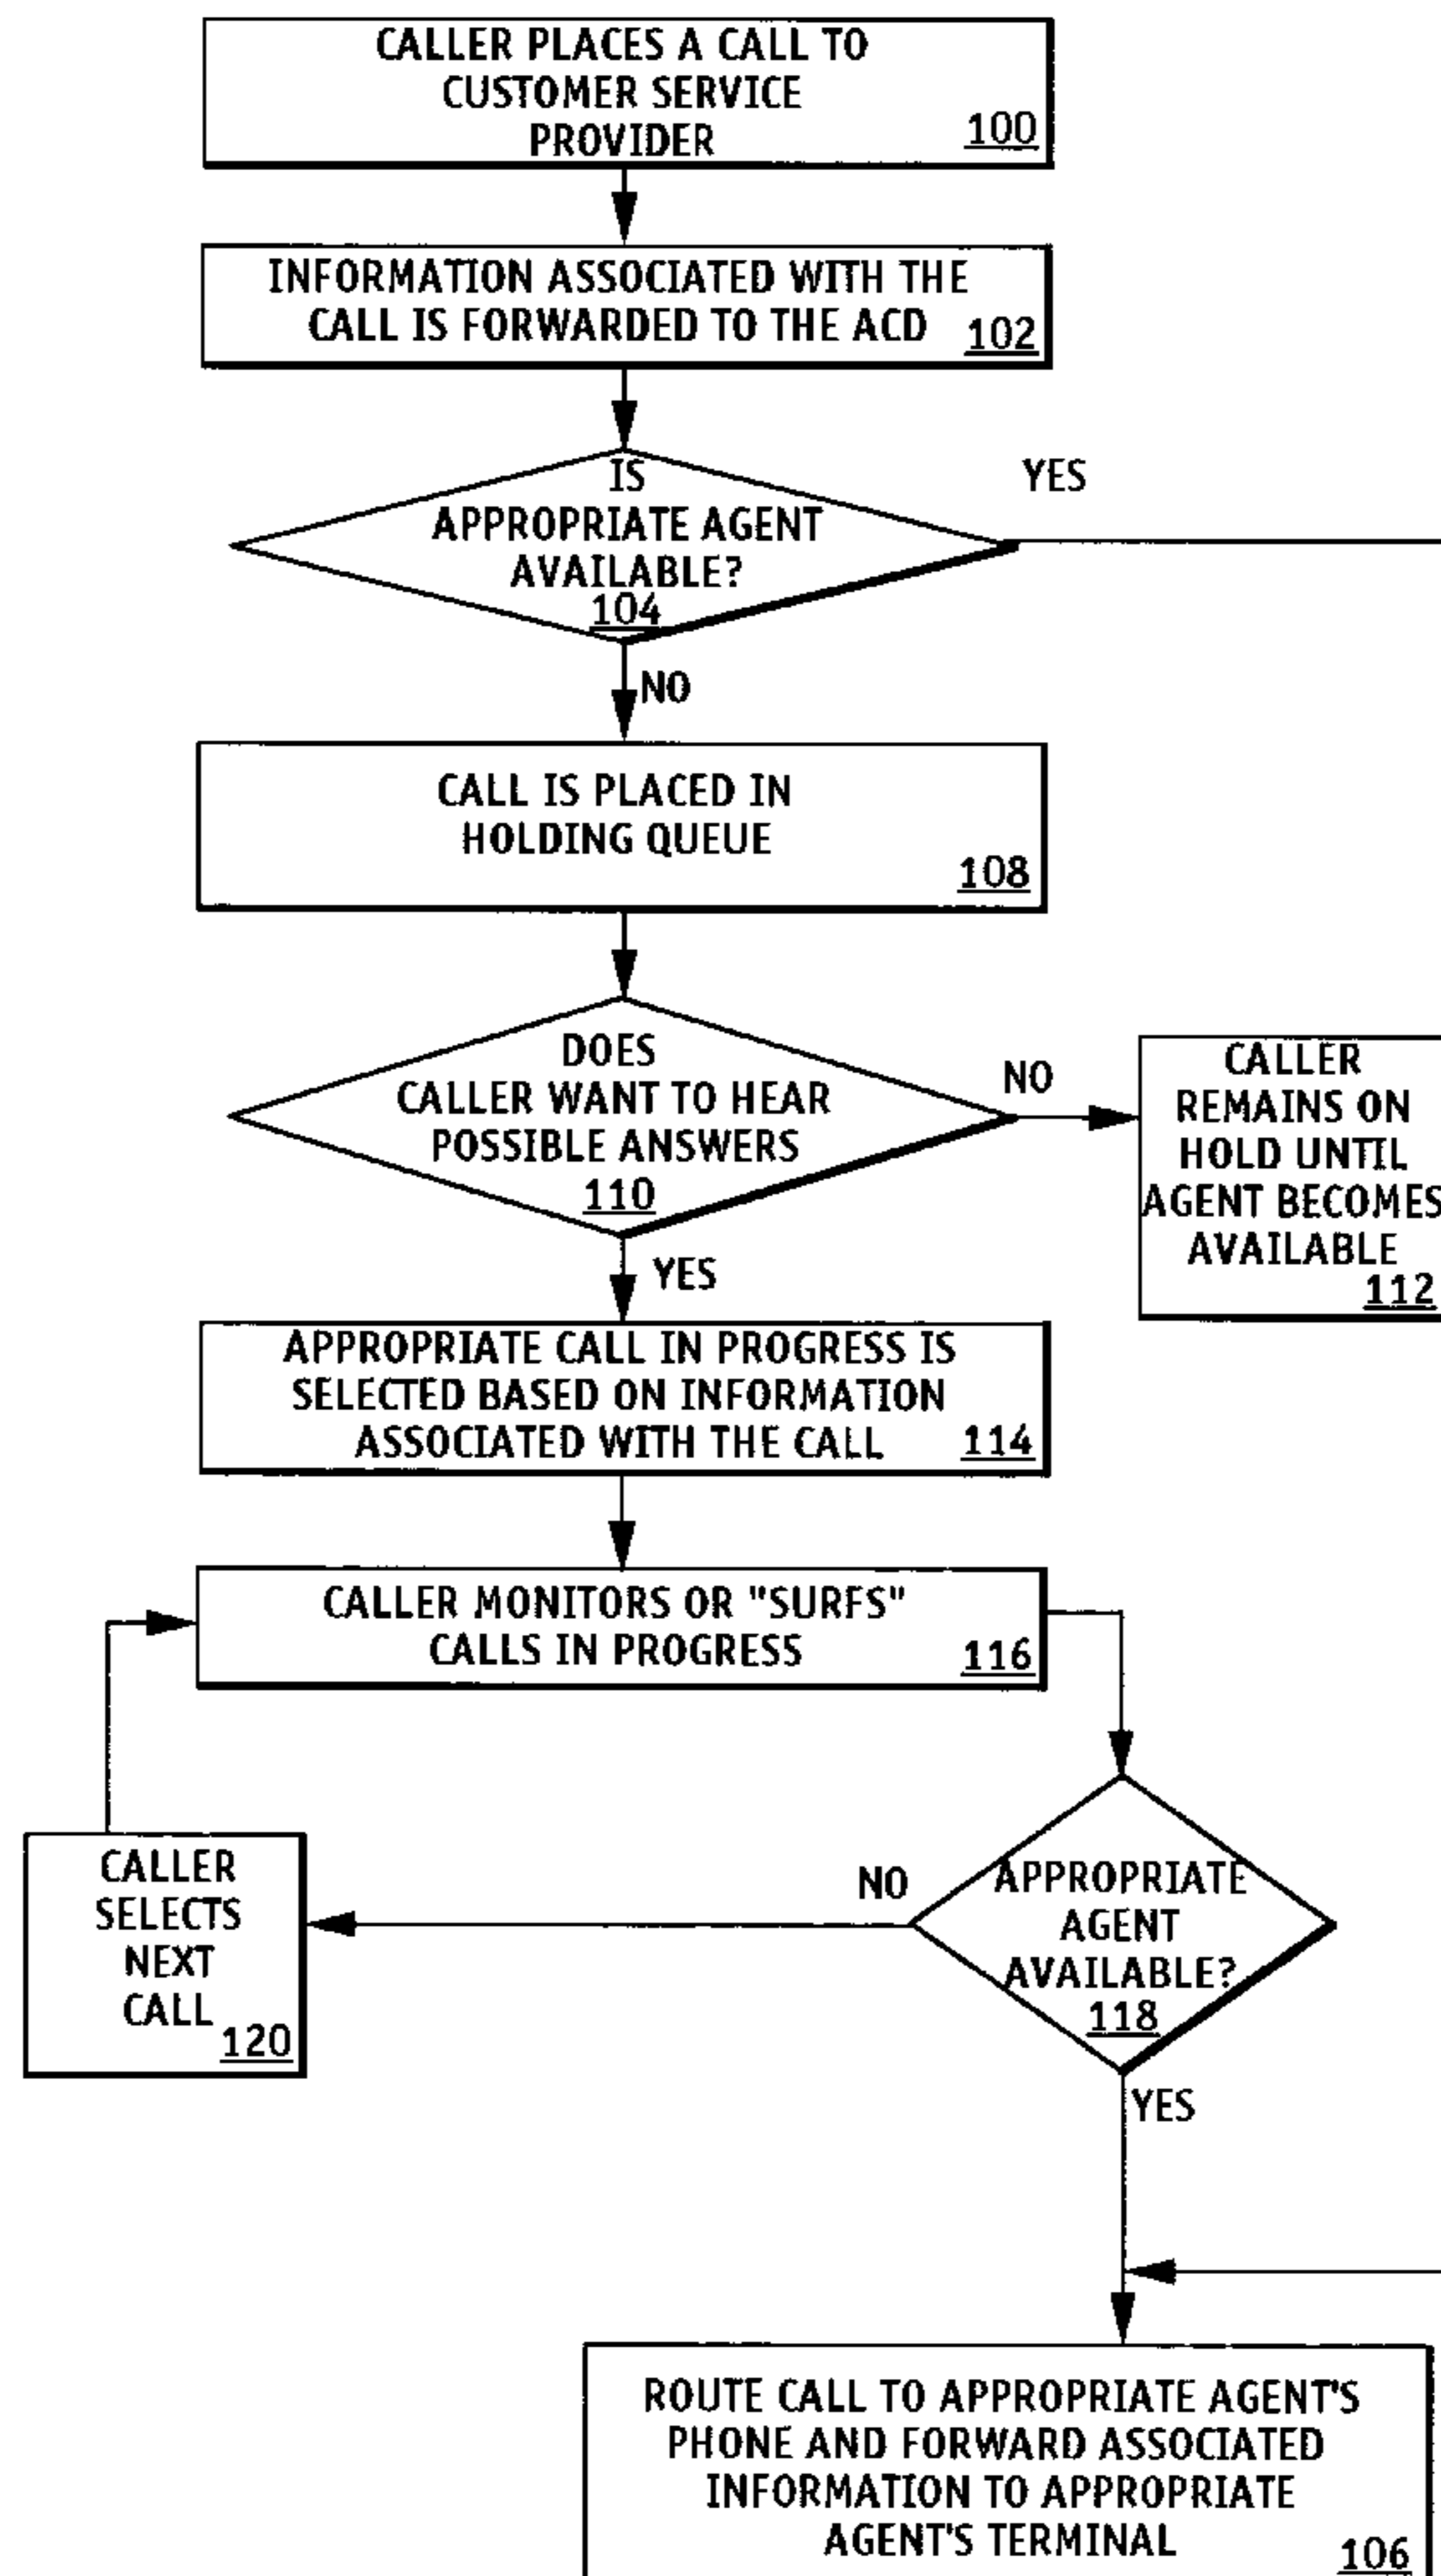 CALLER PLACES A CALL TO
CUSTOMER SERVICE
PROVIDER
100
INFORMATION ASSOCIATED WITH THE
CALL IS FORWARDED TO THE ACD
102
IS
APPROPRIATE AGENT
AVAILABLE?
104
YES
NO
CALL IS PLACED IN
HOLDING QUEUE
108
DOES
CALLER WANT TO HEAR
POSSIBLE ANSWERS
110
NO
CALLER
REMAINS ON
HOLD UNTIL
AGENT BECOMES
AVAILABLE
112
YES
APPROPRIATE CALL IN PROGRESS IS
SELECTED BASED ON INFORMATION
ASSOCIATED WITH THE CALL
114
CALLER MONITORS OR "SURFS"
CALLS IN PROGRESS
116
APPROPRIATE
AGENT
AVAILABLE?
118
NO
CALLER
SELECTS
NEXT
CALL
120
YES
ROUTE CALL TO APPROPRIATE AGENT'S
PHONE AND FORWARD ASSOCIATED
INFORMATION TO APPROPRIATE
AGENT'S TERMINAL
106